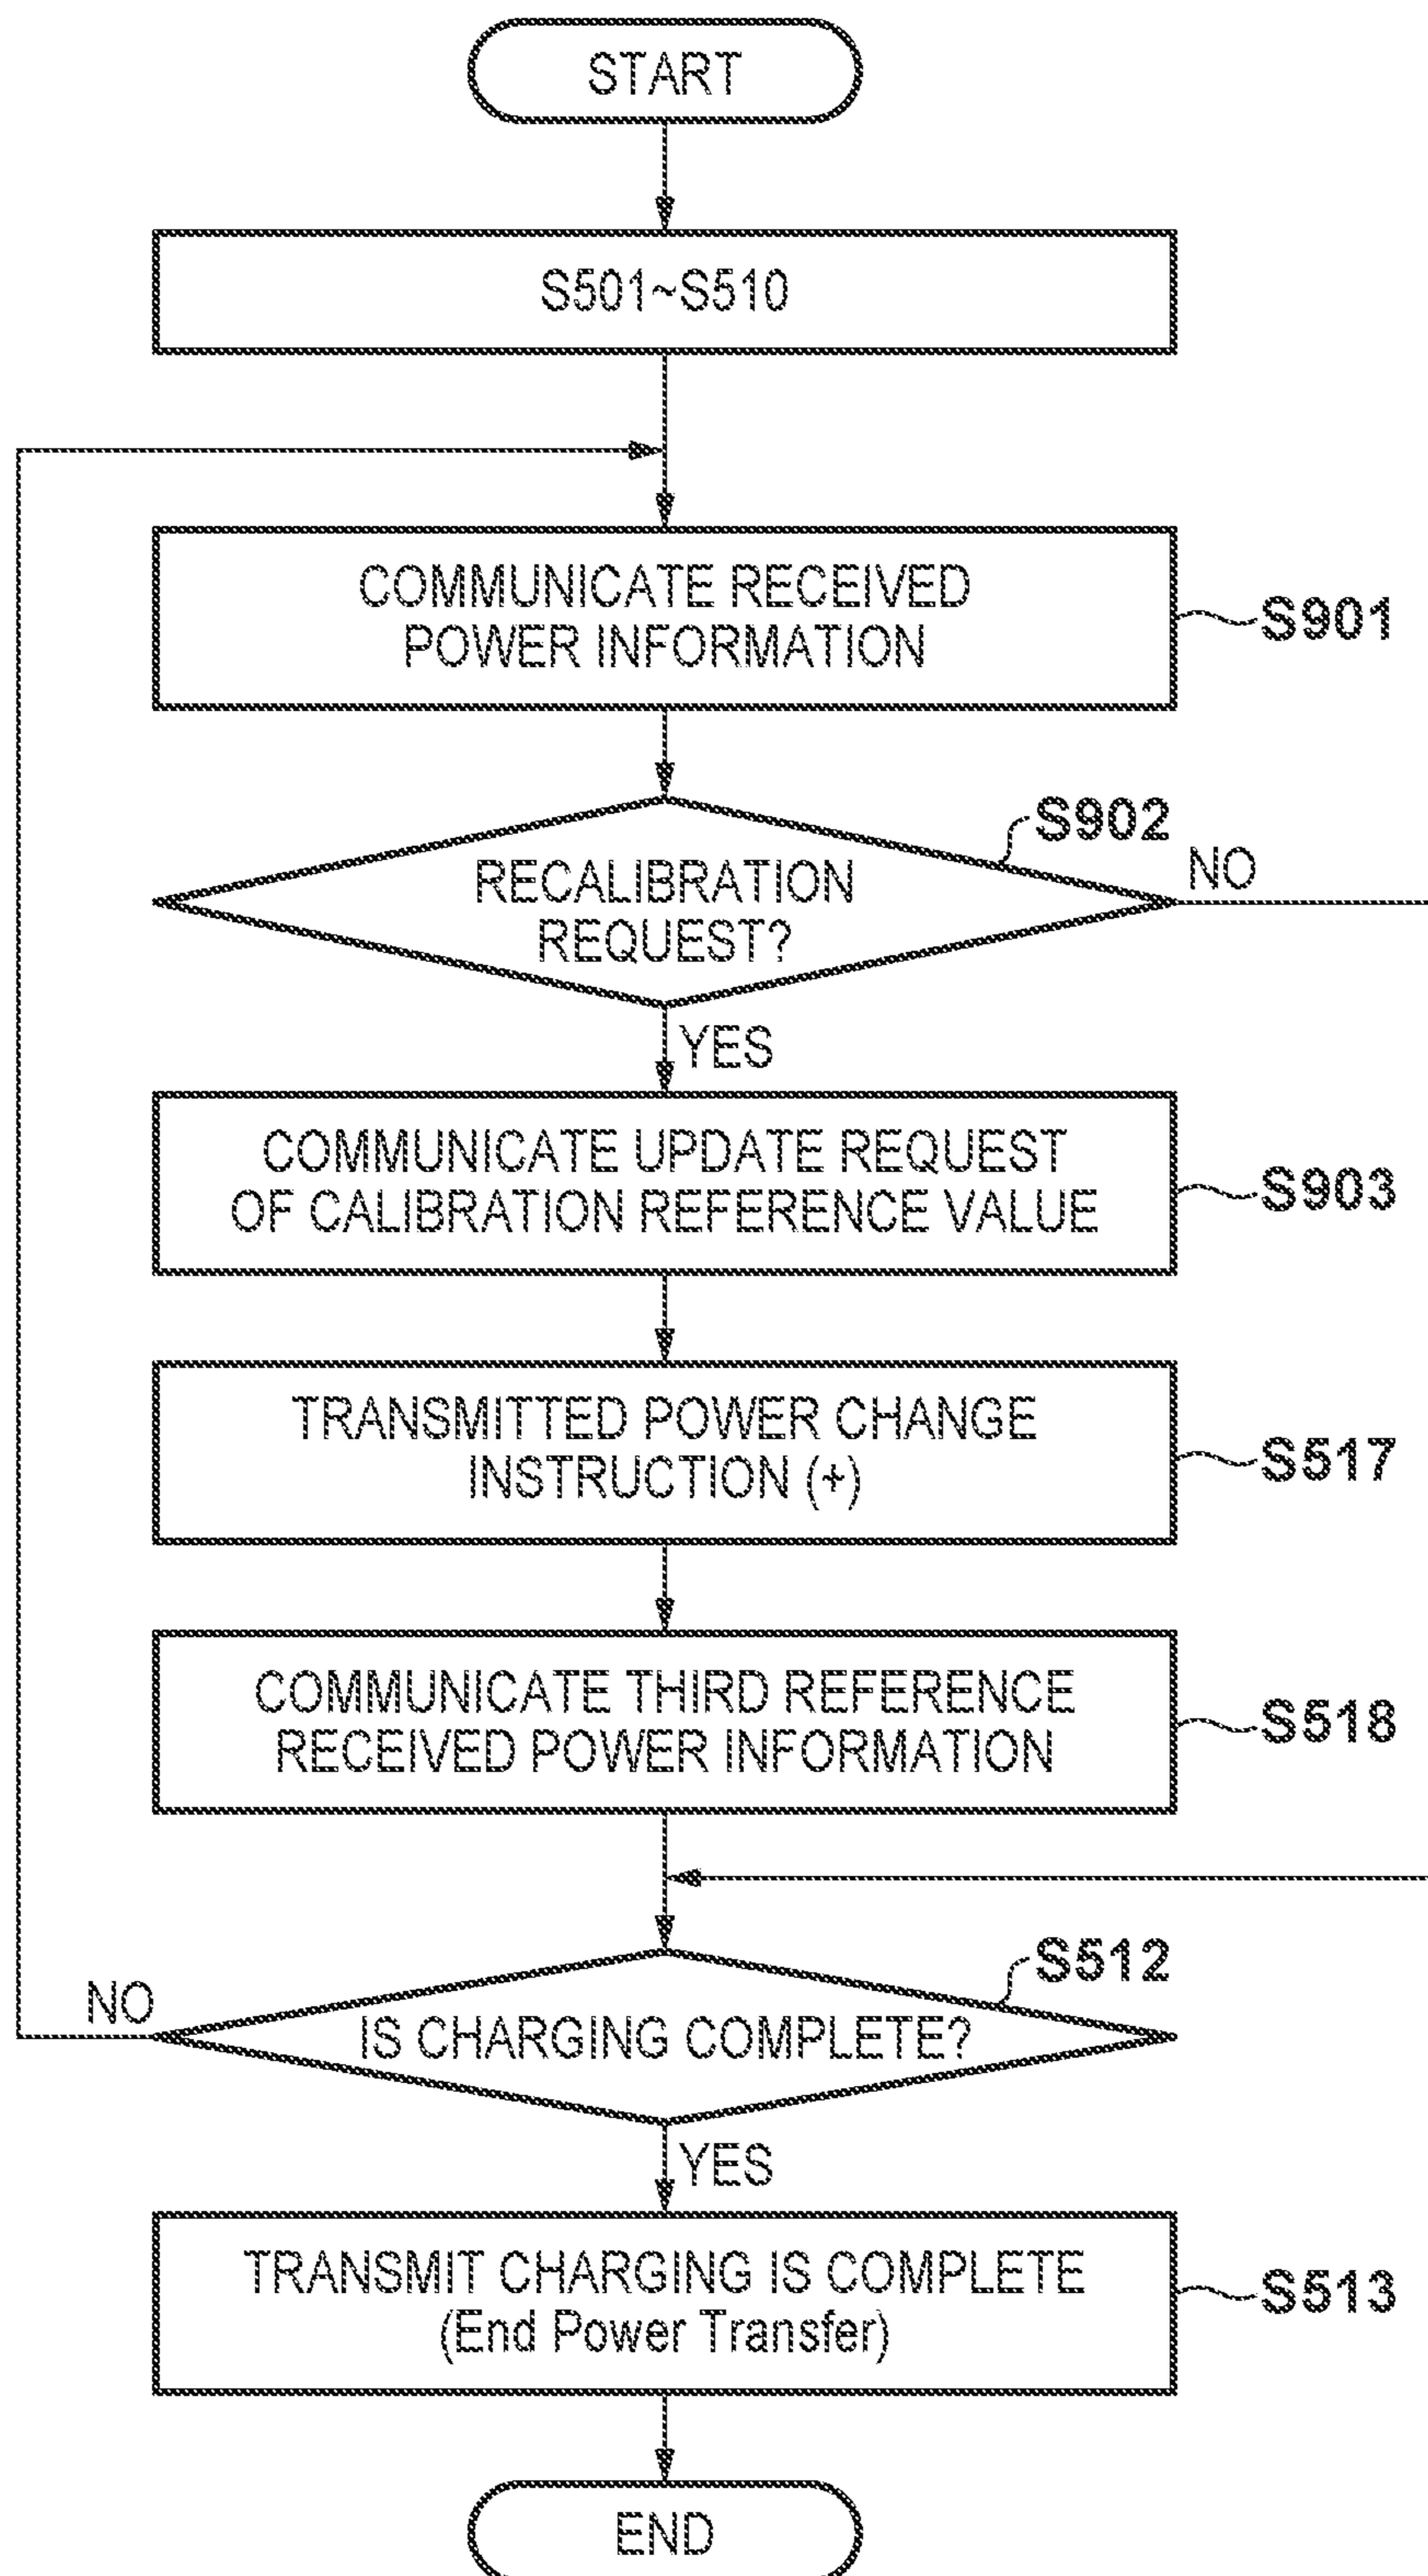 START
S501~S510
COMMUNICATE RECEIVED
POWER INFORMATION
S901
S902
RECALIBRATION
REQUEST?
NO
YES
COMMUNICATE UPDATE REQUEST
OF CALIBRATION REFERENCE VALUE
S903
TRANSMITTED POWER CHANGE
INSTRUCTION (+)
S517
COMMUNICATE THIRD REFERENCE
RECEIVED POWER INFORMATION
S518
S512
NO
IS CHARGING COMPLETE?
YES
TRANSMIT CHARGING IS COMPLETE
(End Power Transfer)
S513
END